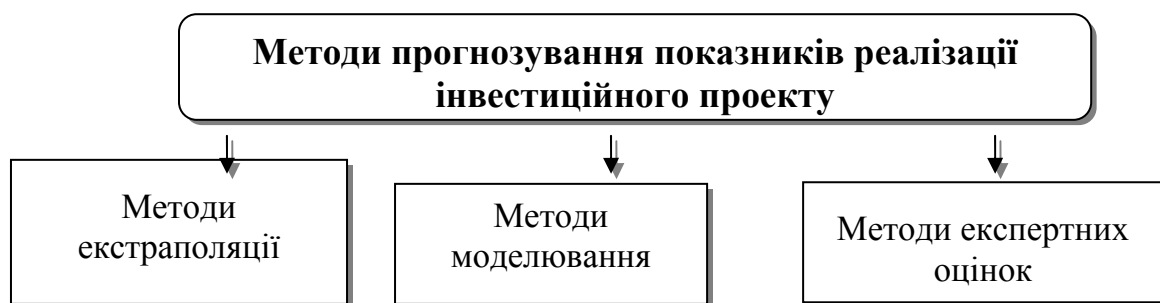 Методи прогнозування показників реалізації
інвестиційного проекту
Методи
екстраполяції
Методи
моделювання
Методи експертних
оцінок